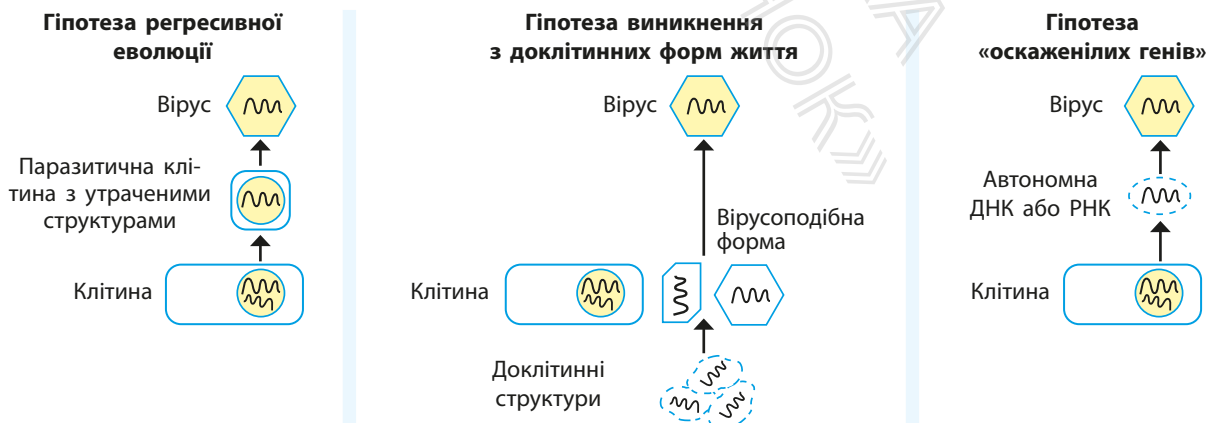 Гіпотеза регресивної
еволюції
Вірус
Паразитична клі-
тина з утраченими
структурами
Клітина
Гіпотеза виникнення
з доклітинних форм життя
Вірус
Вірусоподібна
форма
Клітина
Доклітинні
структури
Гіпотеза
«оскаженілих генів»
Вірус
Автономна
ДНК або РНК
Клітина